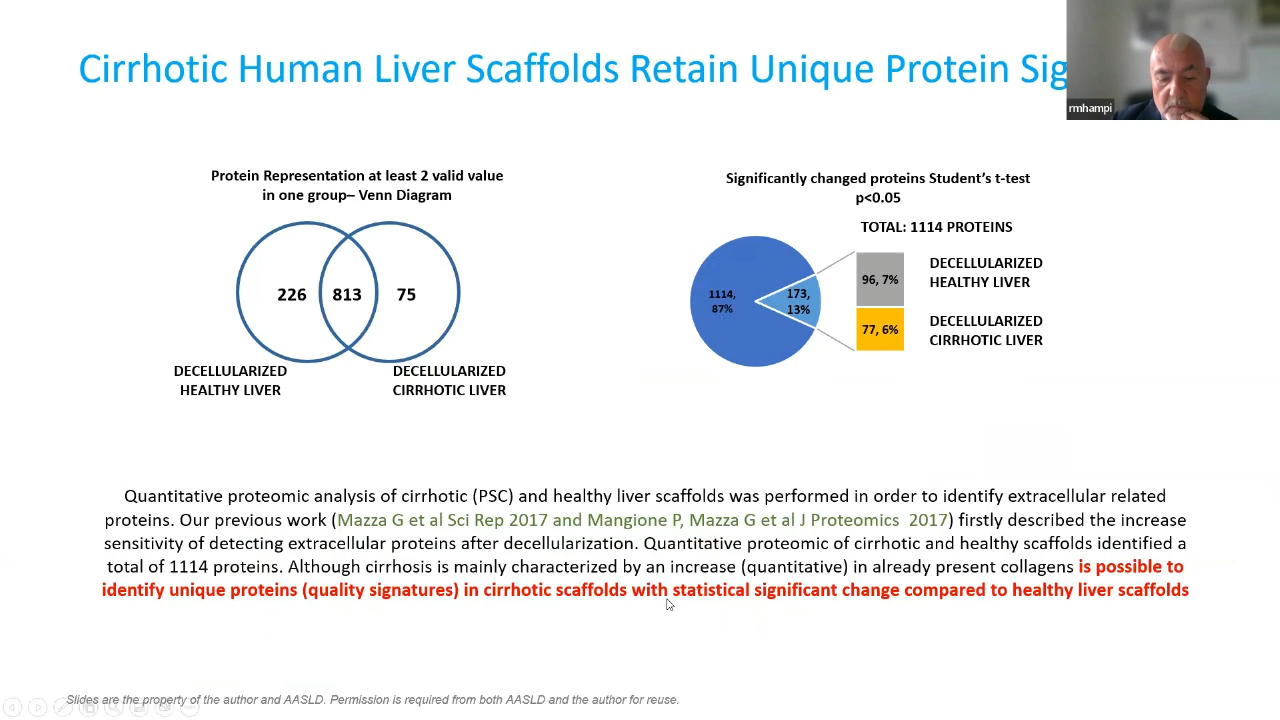 Cirrhotic Human Liver Scaffolds Retain Unique Protein Sig
rmhampi
Protein Representation at least 2 valid value
in one group– Venn Diagram
226
813
75
DECELLULARIZED
HEALTHY LIVER
DECELLULARIZED
CIRRHOTIC LIVER
Significantly changed proteins Student's t-test
p<0.05
TOTAL: 1114 PROTEINS
1114,
87%
173,
13%
96, 7%
77, 6%
DECELLULARIZED
HEALTHY LIVER
DECELLULARIZED
CIRRHOTIC LIVER
Quantitative proteomic analysis of cirrhotic (PSC) and healthy liver scaffolds was performed in order to identify extracellular related
proteins. Our previous work (Mazza G et al Sci Rep 2017 and Mangione P, Mazza G et al J Proteomics 2017) firstly described the increase
sensitivity of detecting extracellular proteins after decellularization. Quantitative proteomic of cirrhotic and healthy scaffolds identified a
total of 1114 proteins. Although cirrhosis is mainly characterized by an increase (quantitative) in already present collagens is possible to
identify unique proteins (quality signatures) in cirrhotic scaffolds with statistical significant change compared to healthy liver scaffolds
Slides are the property of the author and AASLD. Permission is required from both AASLD and the author for reuse.